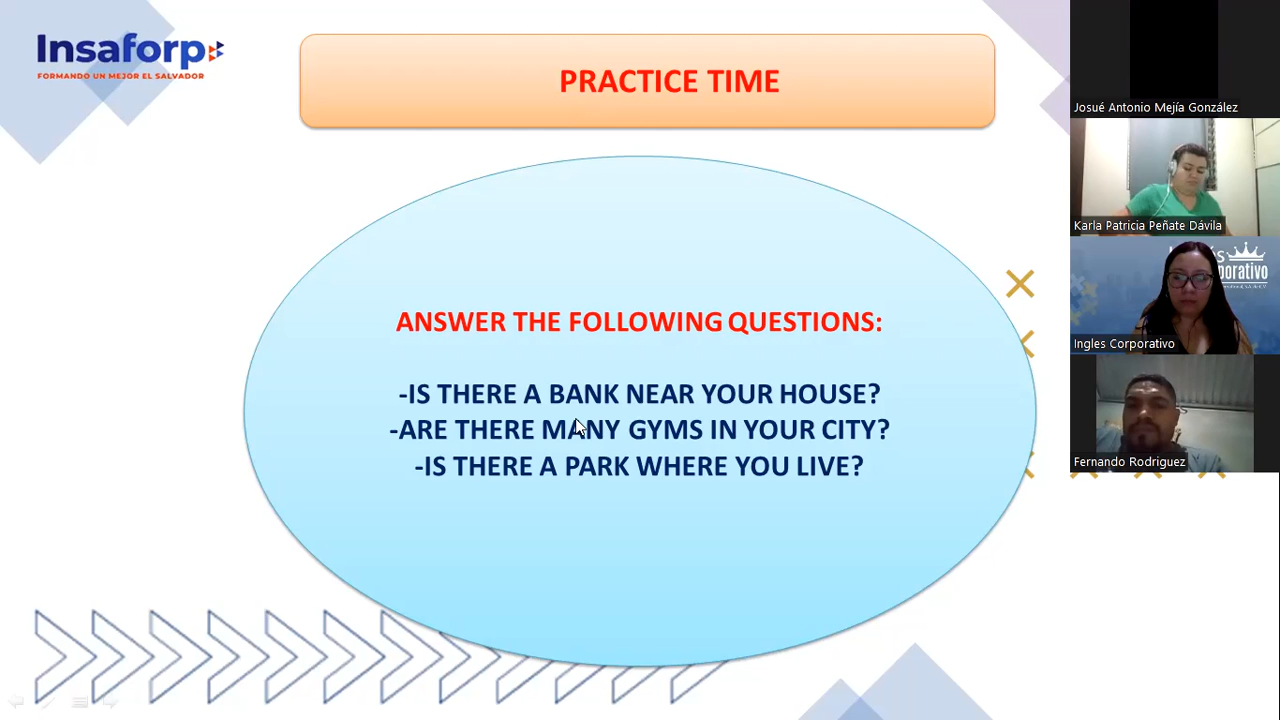 Insaforp
FORMANDO UN MEJOR EL SALVADOR
PRACTICE TIME
ANSWER THE FOLLOWING QUESTIONS:
-IS THERE A BANK NEAR YOUR HOUSE?
-ARE THERE MANY GYMS IN YOUR CITY?
-IS THERE A PARK WHERE YOU LIVE?
Josué Antonio Mejía González
Karla Patricia Peñate Dávila
Ingles Corporativo
Fernando Rodriguez